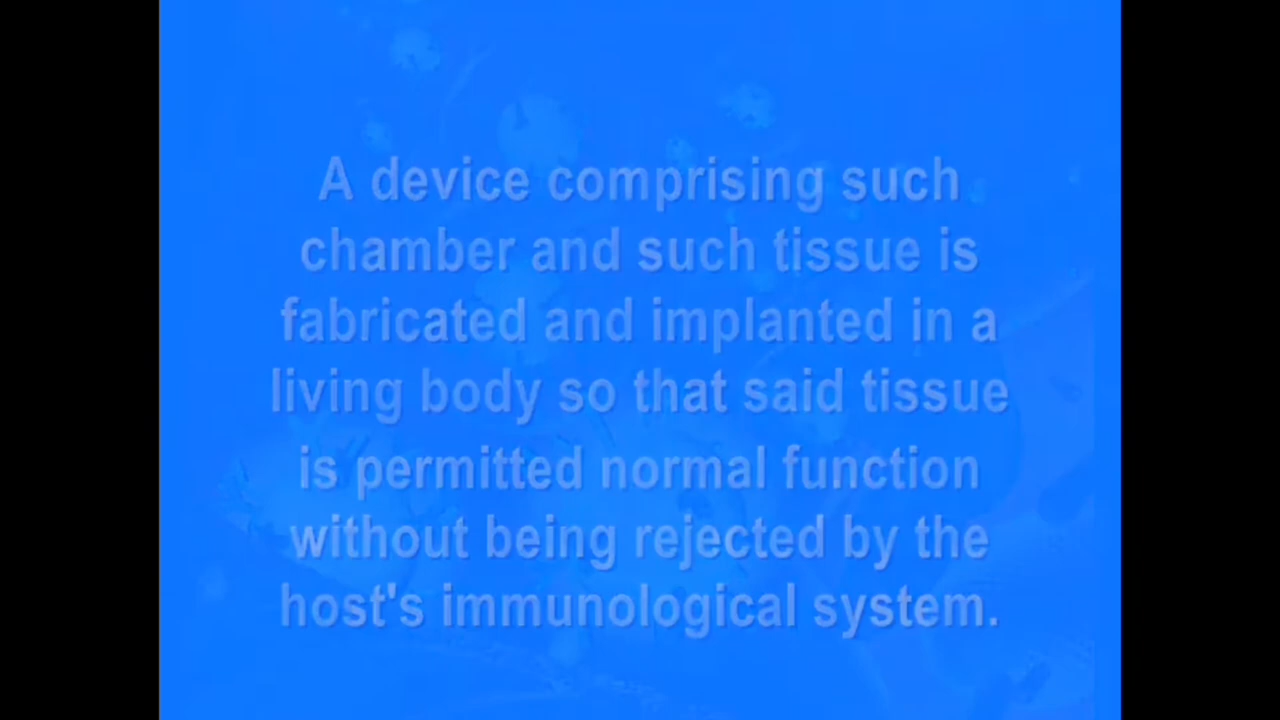 A device comprising such
chamber and such tissue is
fabricated and implanted in a
living body so that said tissue
is permitted normal function
without being rejected by the
host's immunological system.